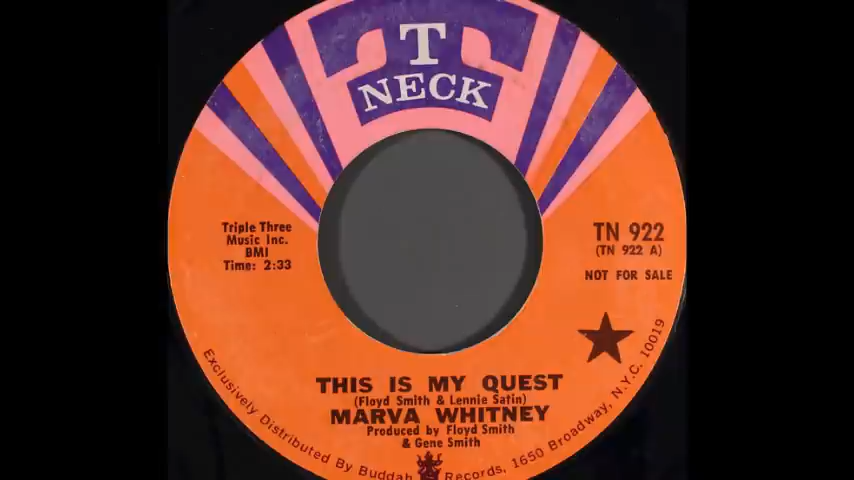 T
NECK
Triple Three
Music Inc.
BMI
Time: 2:33
TN 922
(TN 922 A)
NOT FOR SALE
THIS IS MY QUEST
(Floyd Smith & Lennie Satin)
MARVA WHITNEY
Produced by Floyd Smith
& Gene Smith
Exclusively Distributed By Buddah Records, 1650 Broadway, N.Y.C. 10019